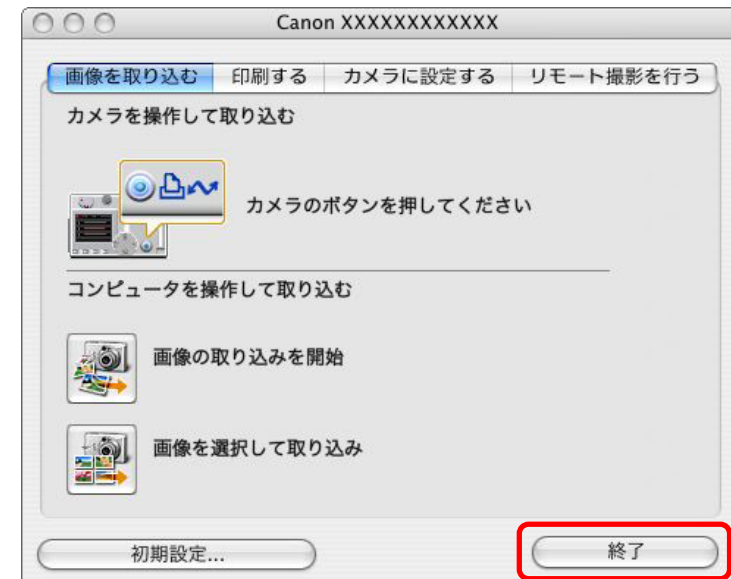 Canon XXXXXXXXXXXX
画像を取り込む 印刷する カメラに設定する リモート撮影を行う
カメラを操作して取り込む
カメラのボタンを押してください
コンピュータを操作して取り込む
画像の取り込みを開始
画像を選択して取り込み
初期設定... 終了